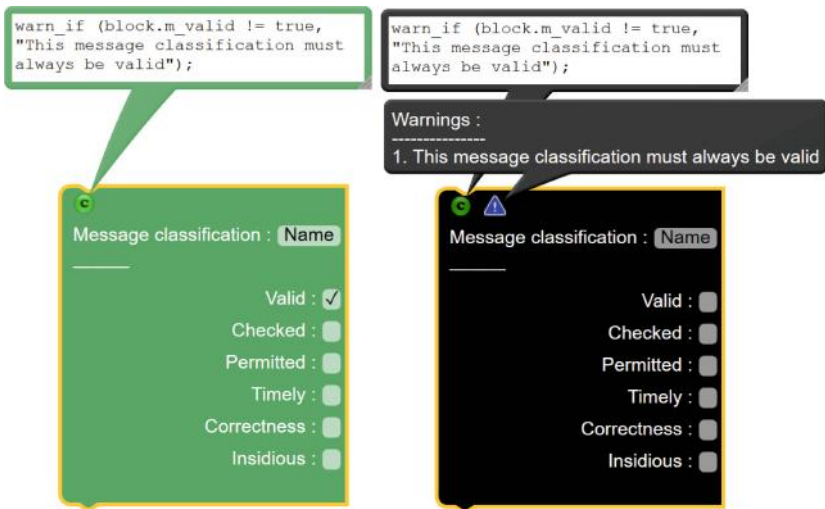 warn_if (block.m_valid != true,
"This message classification must
always be valid");
C
Message classification : Name
Valid :
Checked :
Permitted :
Timely :
Correctness :
Insidious :
warn_if (block.m_valid != true,
"This message classification must
always be valid");
Warnings :
---------------
1. This message classification must always be valid
C
Message classification : Name
Valid :
Checked :
Permitted :
Timely :
Correctness :
Insidious :